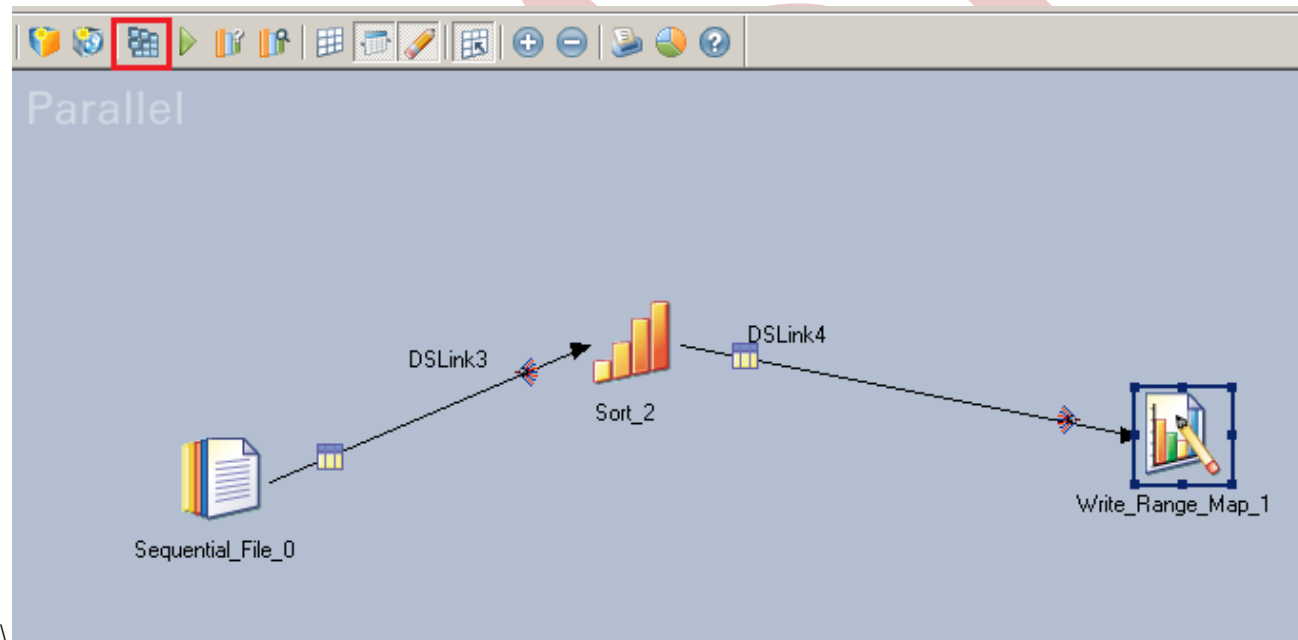 Parallel
DSLink3
DSLink4
Sort_2
Sequential_File_0
Write_Range_Map_1
\